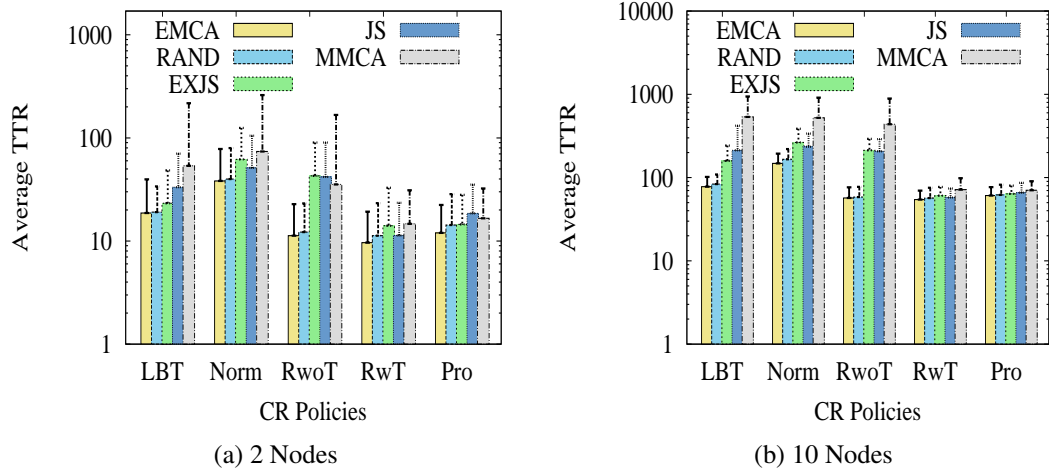 1000
100
10
1
Average TTR
EMCA
RAND
EXJS
JS
MMCA
LBT Norm RwoT RwT Pro
CR Policies
(a) 2 Nodes
10000
1000
100
10
1
Average TTR
EMCA
RAND
EXJS
JS
MMCA
LBT Norm RwoT RwT Pro
CR Policies
(b) 10 Nodes